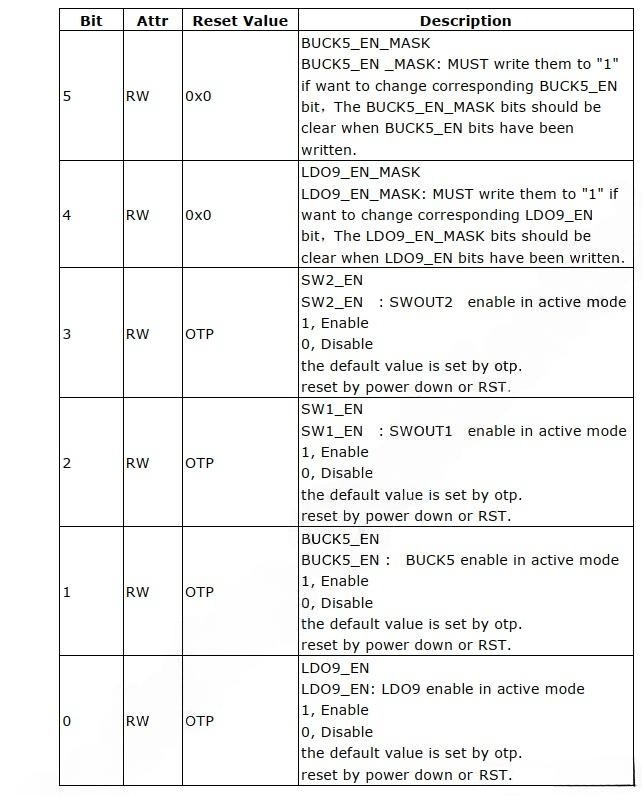 Bit Attr Reset Value Description
5 RW 0x0 BUCK5_EN_MASK
BUCK5_EN _MASK: MUST write them to "1"
if want to change corresponding BUCK5_EN
bit，The BUCK5_EN_MASK bits should be
clear when BUCK5_EN bits have been
written.
4 RW 0x0 LDO9_EN_MASK
LDO9_EN_MASK: MUST write them to "1" if
want to change corresponding LDO9_EN
bit，The LDO9_EN_MASK bits should be
clear when LDO9_EN bits have been written.
3 RW OTP SW2_EN
SW2_EN : SWOUT2 enable in active mode
1, Enable
0, Disable
the default value is set by otp.
reset by power down or RST.
2 RW OTP SW1_EN
SW1_EN : SWOUT1 enable in active mode
1, Enable
0, Disable
the default value is set by otp.
reset by power down or RST.
1 RW OTP BUCK5_EN
BUCK5_EN： BUCK5 enable in active mode
1, Enable
0, Disable
the default value is set by otp.
reset by power down or RST.
0 RW OTP LDO9_EN
LDO9_EN: LDO9 enable in active mode
1, Enable
0, Disable
the default value is set by otp.
reset by power down or RST.